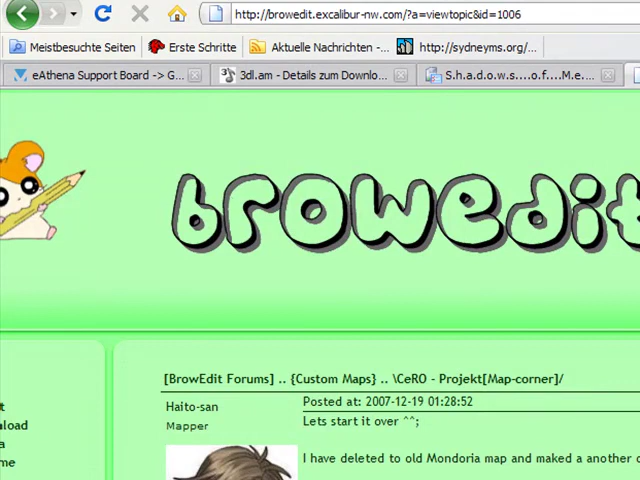 http://browedit.excalibur-nw.com/?a=viewtopic&id=1006
Meistbesuchte Seiten Erste Schritte Aktuelle Nachrichten -... http://sydneyms.org/...
eAthena Support Board -> G... 3dl.am - Details zum Downlo... S.h.a.d.o.w.s....o.f....M.e....
browedit
[BrowEdit Forums] .. {Custom Maps} .. \CeRO - Projekt[Map-corner]/
Haito-san
Mapper
Posted at: 2007-12-19 01:28:52
Lets start it over ^^;
I have deleted to old Mondoria map and maked a another